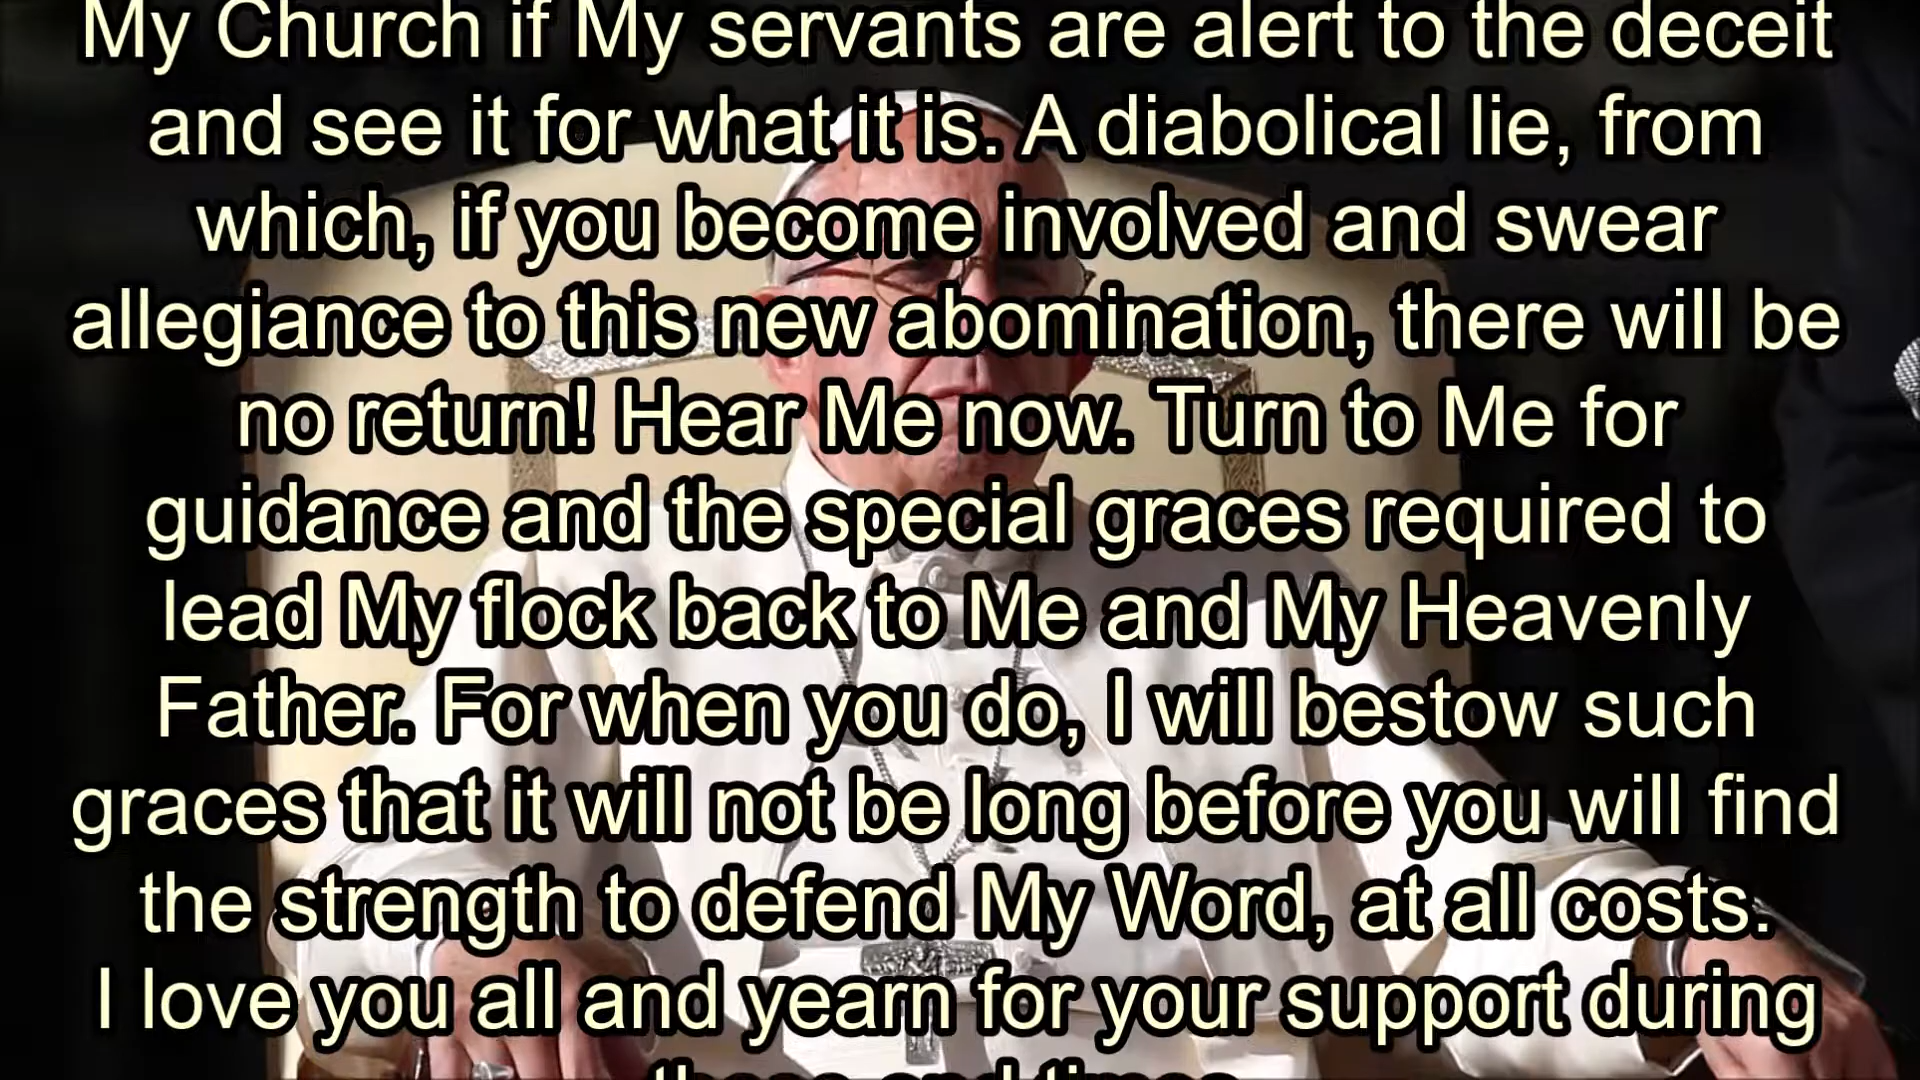 My Church if My servants are alert to the deceit
and see it for what it is. A diabolical lie, from
which, if you become involved and swear
allegiance to this new abomination, there will be
no return! Hear Me now. Turn to Me for
guidance and the special graces required to
lead My flock back to Me and My Heavenly
Father. For when you do, I will bestow such
graces that it will not be long before you will find
the strength to defend My Word, at all costs.
I love you all and yearn for your support during
these end times